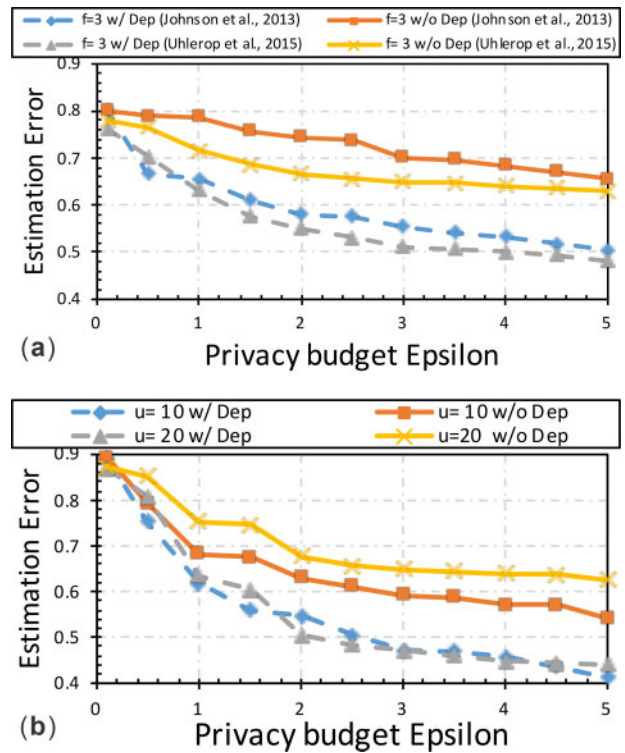 f=3 w/ Dep (Johnson et al., 2013) f=3 w/o Dep (Johnson et al., 2013)
f=3 w/ Dep (Uhlerop et al., 2015) f= 3 w/o Dep (Uhlerop et al., 2015)
0.9
0.8
0.7
0.6
0.5
0.4
Estimation Error
0 1 2 3 4 5
(a) Privacy budget Epsilon
u= 10 w/ Dep u= 10 w/o Dep
u= 20 w/ Dep u=20 w/o Dep
0.9
0.8
0.7
0.6
0.5
0.4
Estimation Error
0 1 2 3 4 5
(b) Privacy budget Epsilon